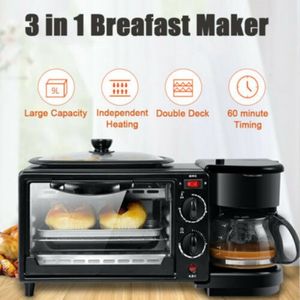 3 in 1 Breafast Maker
9L
Large Capacity
Independent Heating
Double Deck
60 minute Timing